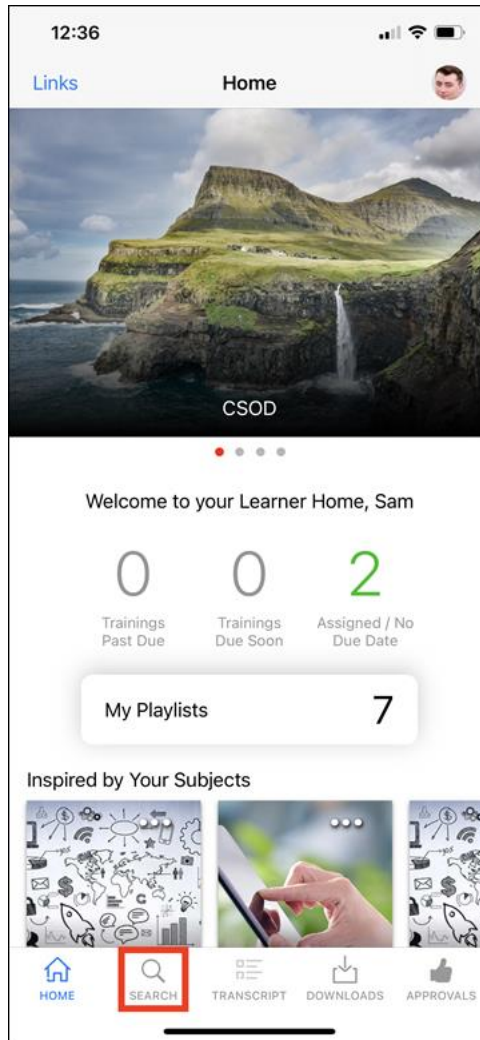 12:36
Links
Home
CSOD
Welcome to your Learner Home, Sam
0
0
2
Trainings
Past Due
Trainings
Due Soon
Assigned / No
Due Date
My Playlists
7
Inspired by Your Subjects
HOME
SEARCH
TRANSCRIPT
DOWNLOADS
APPROVALS